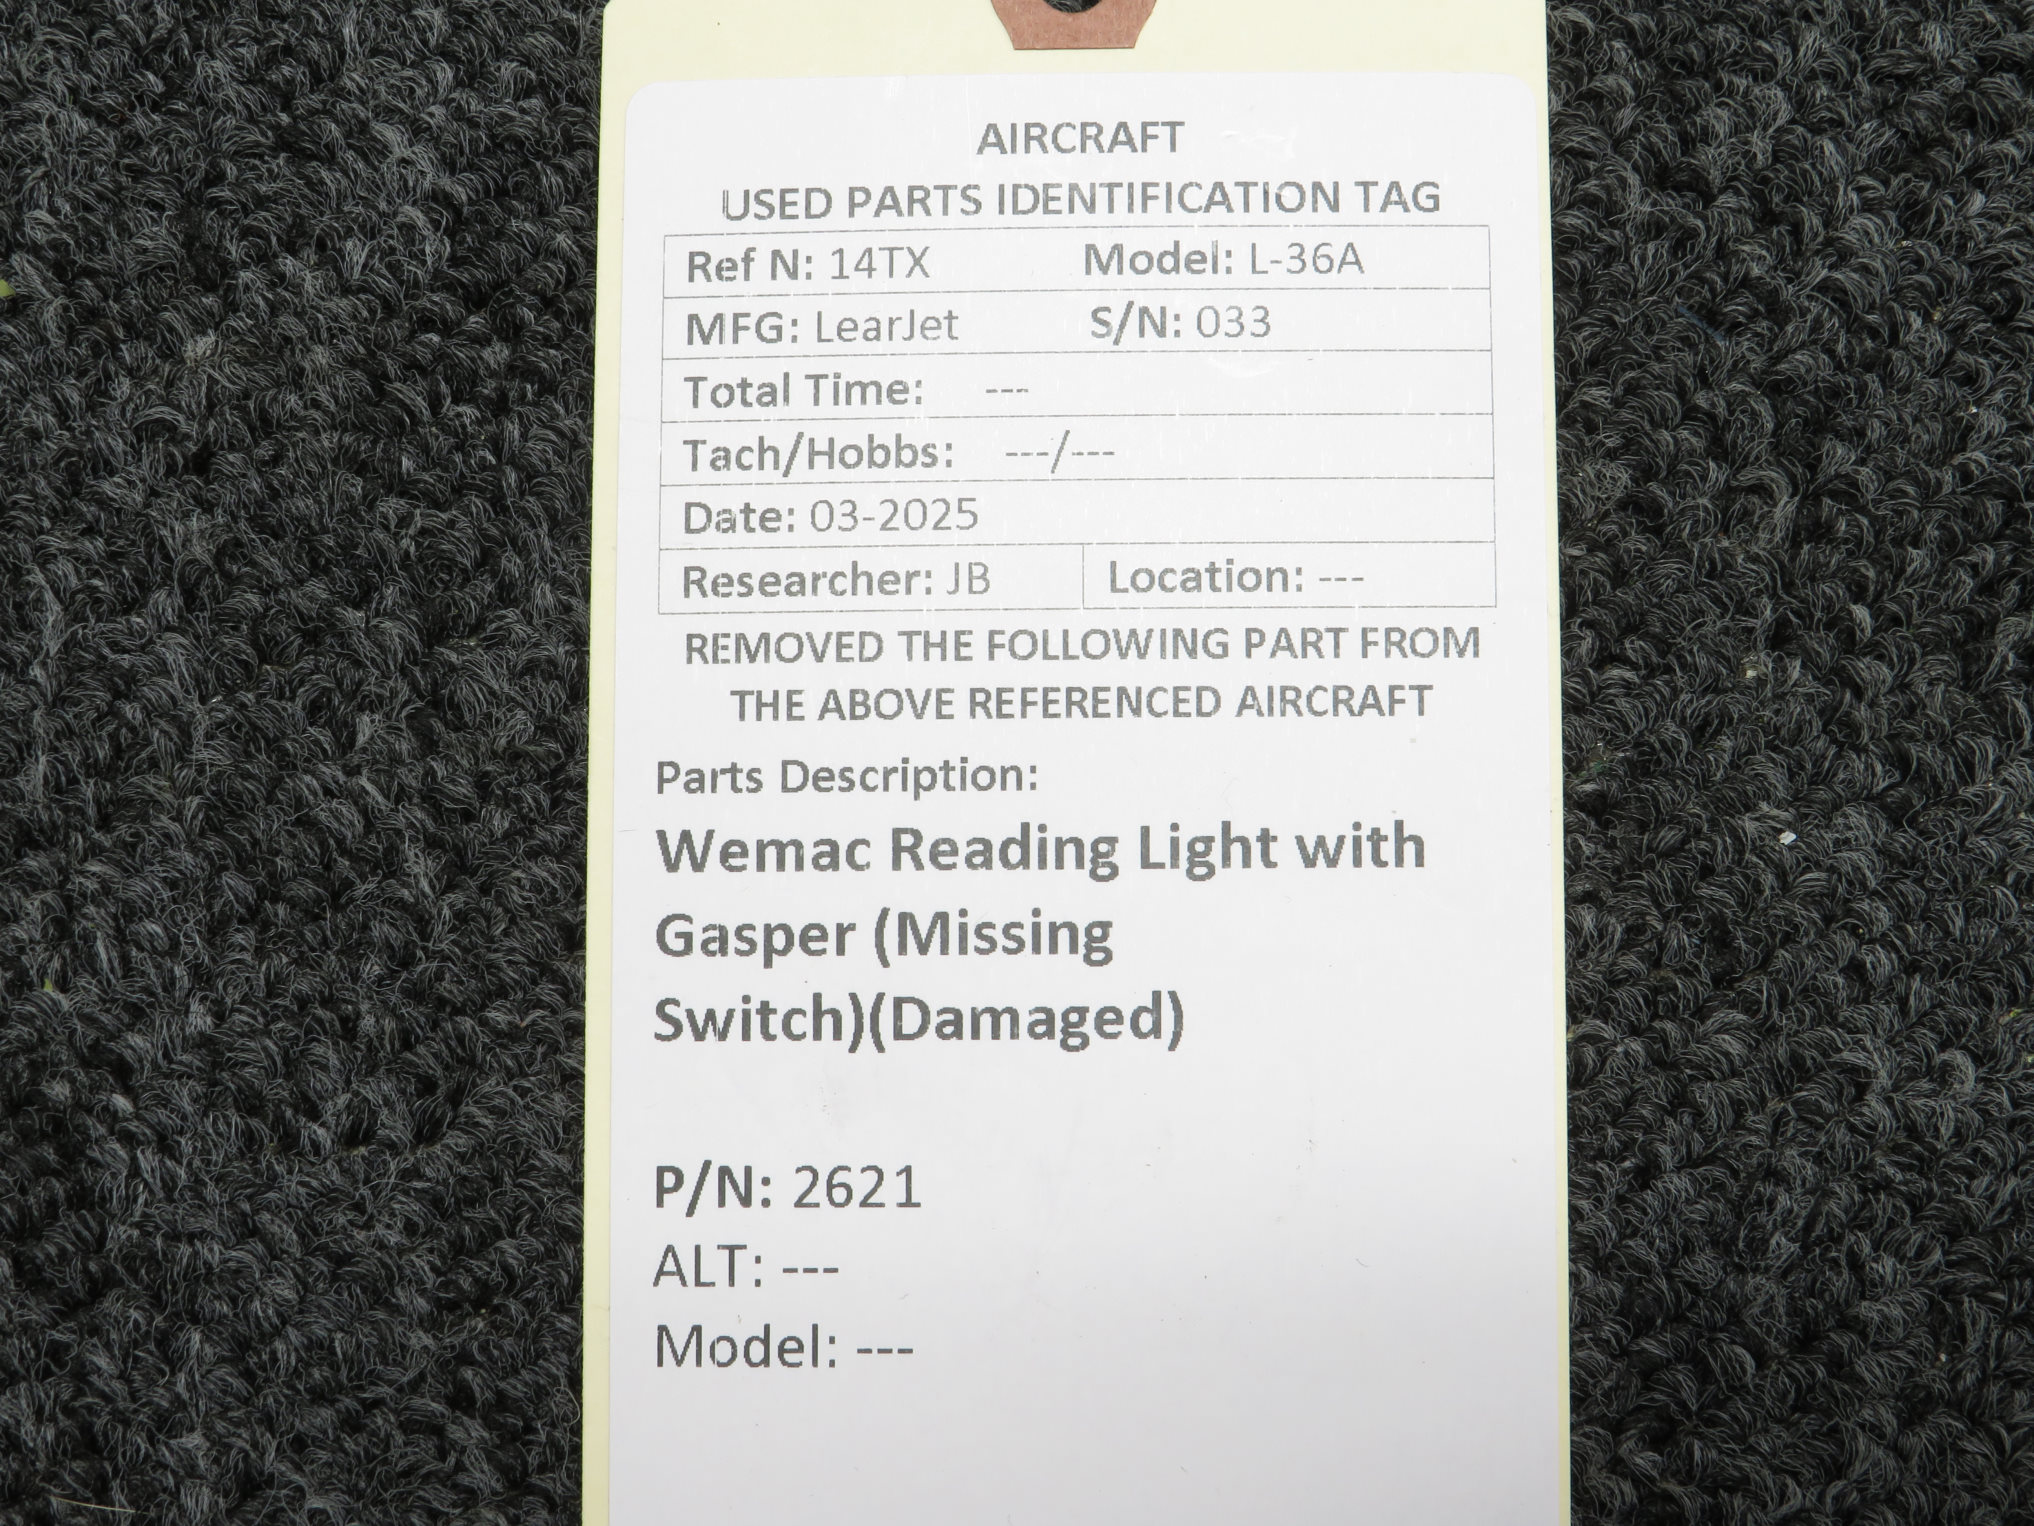 AIRCRAFT
USED PARTS IDENTIFICATION TAG
Ref N: 14TX Model: L-36A
MFG: LearJet S/N: 033
Total Time: ---
Tach/Hobbs: ---/---
Date: 03-2025
Researcher: JB Location: ---
REMOVED THE FOLLOWING PART FROM
THE ABOVE REFERENCED AIRCRAFT
Parts Description:
Wemac Reading Light with
Gasper (Missing
Switch)(Damaged)
P/N: 2621
ALT: ---
Model: ---